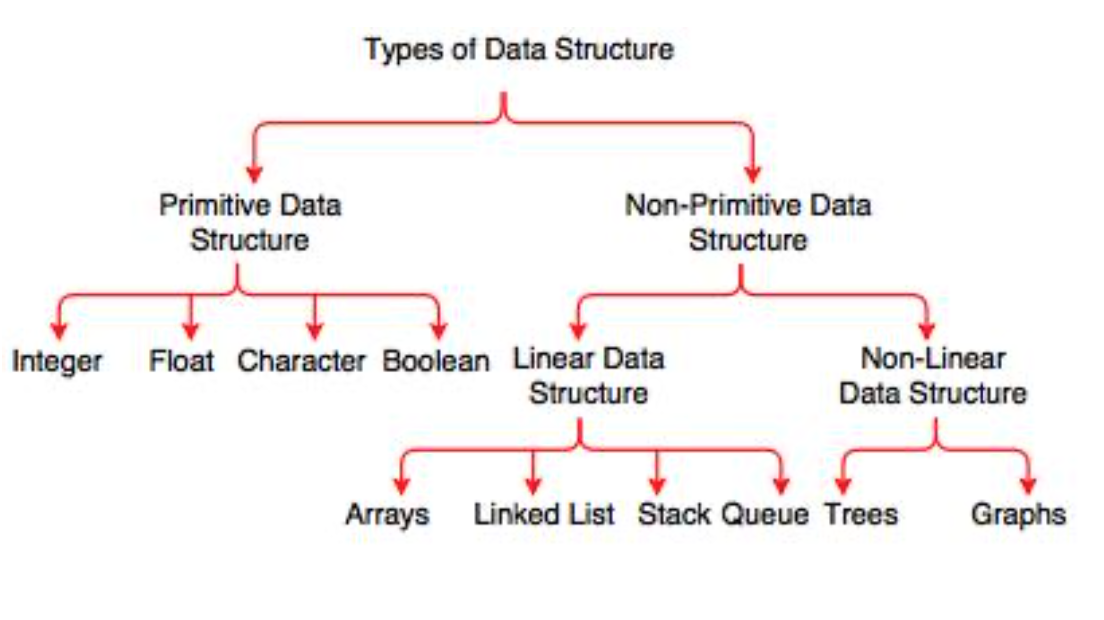 Types of Data Structure
Primitive Data
Structure
Non-Primitive Data
Structure
Integer
Float
Character
Boolean
Linear Data
Structure
Non-Linear
Data Structure
Arrays
Linked List
Stack
Queue
Trees
Graphs